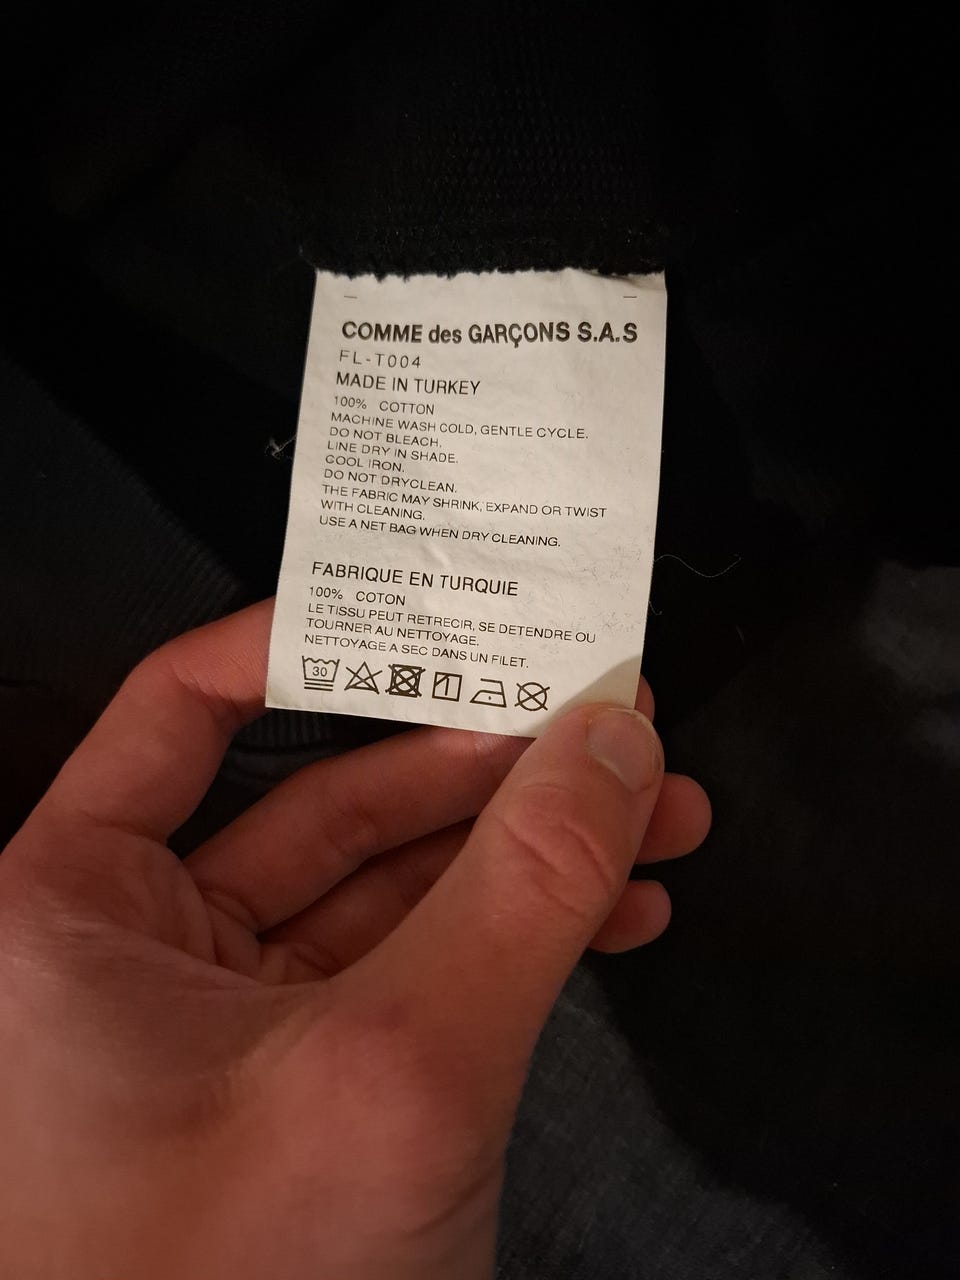 COMME des GARÇONS S.A.S
FL-T004
MADE IN TURKEY
100% COTTON
MACHINE WASH COLD, GENTLE CYCLE.
DO NOT BLEACH.
LINE DRY IN SHADE.
COOL IRON.
DO NOT DRYCLEAN.
THE FABRIC MAY SHRINK, EXPAND OR TWIST
WITH CLEANING.
USE A NET BAG WHEN DRY CLEANING.
FABRIQUE EN TURQUIE
100% COTON
LE TISSU PEUT RETRECIR, SE DETENDRE OU
TOURNER AU NETTOYAGE.
NETTOYAGE A SEC DANS UN FILET.
30